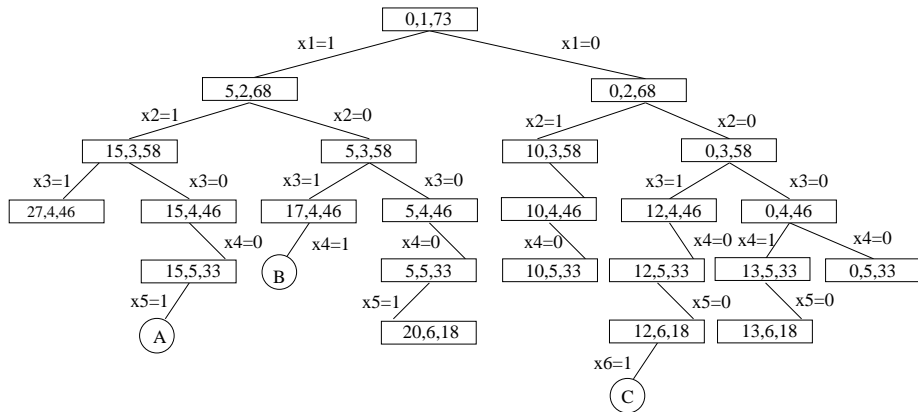 0,1,73
x1=1 x1=0
5,2,68 0,2,68
x2=1 x2=0 x2=1 x2=0
15,3,58 5,3,58 10,3,58 0,3,58
x3=1 x3=0 x3=1 x3=0 x3=1 x3=0
27,4,46 15,4,46 17,4,46 5,4,46 10,4,46 12,4,46 0,4,46
x4=0 x4=1 x4=0 x4=0 x4=0 x4=1 x4=0
15,5,33 B 5,5,33 10,5,33 12,5,33 13,5,33 0,5,33
x5=1 x5=1 x5=0 x5=0
A 20,6,18 12,6,18 13,6,18
x6=1
C